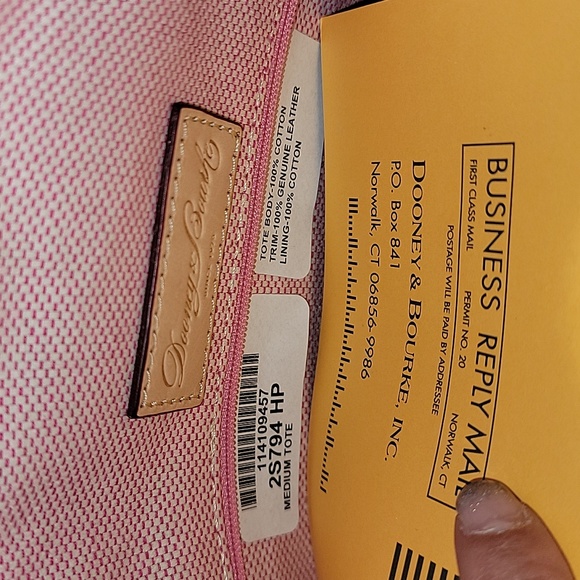 Dooney & Bourke
TOTE BODY-100% COTTON
TRIM-100% GENUINE LEATHER
LINING-100% COTTON
114109457
2S794 HP
MEDIUM TOTE
BUSINESS REPLY MAI
FIRST CLASS MAIL PERMIT NO. 20 NORWALK, CT
POSTAGE WILL BE PAID BY ADDRESSEE
DOONEY & BOURKE, INC.
P.O. Box 841
Norwalk, CT 06856-9986